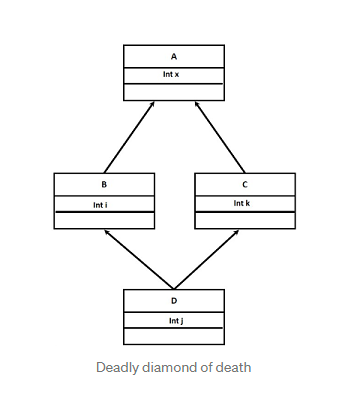 A
Int x
B
Int i
C
Int k
D
Int j
Deadly diamond of death